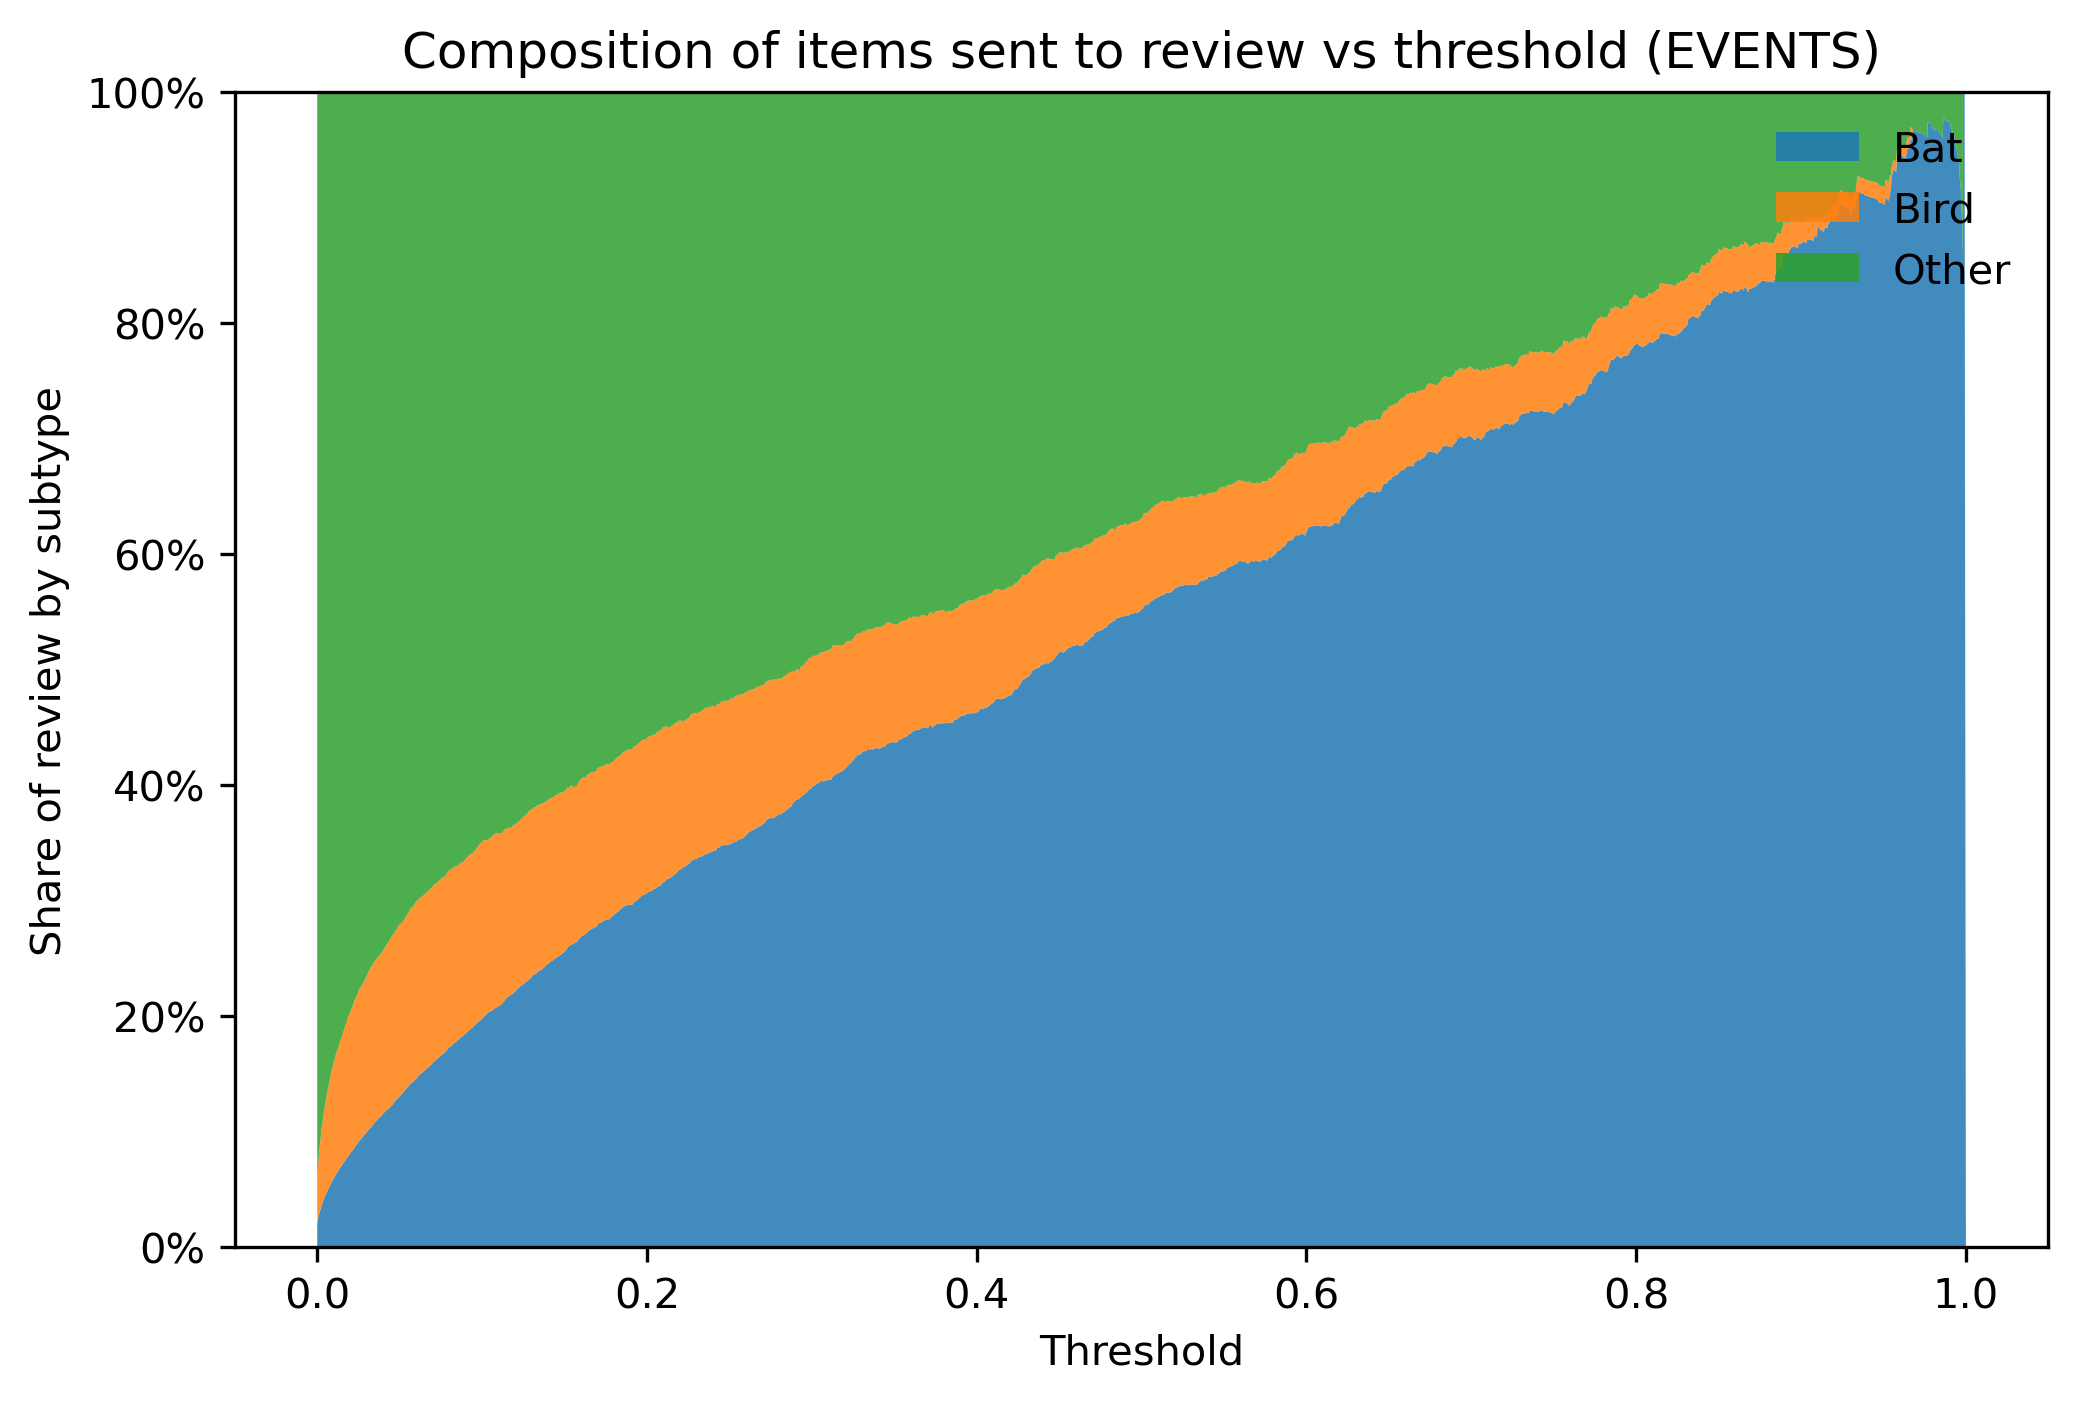 Composition of items sent to review vs threshold (EVENTS)
100%
80%
60%
40%
20%
0%
Share of review by subtype
Bat
Bird
Other
0.0 0.2 0.4 0.6 0.8 1.0
Threshold